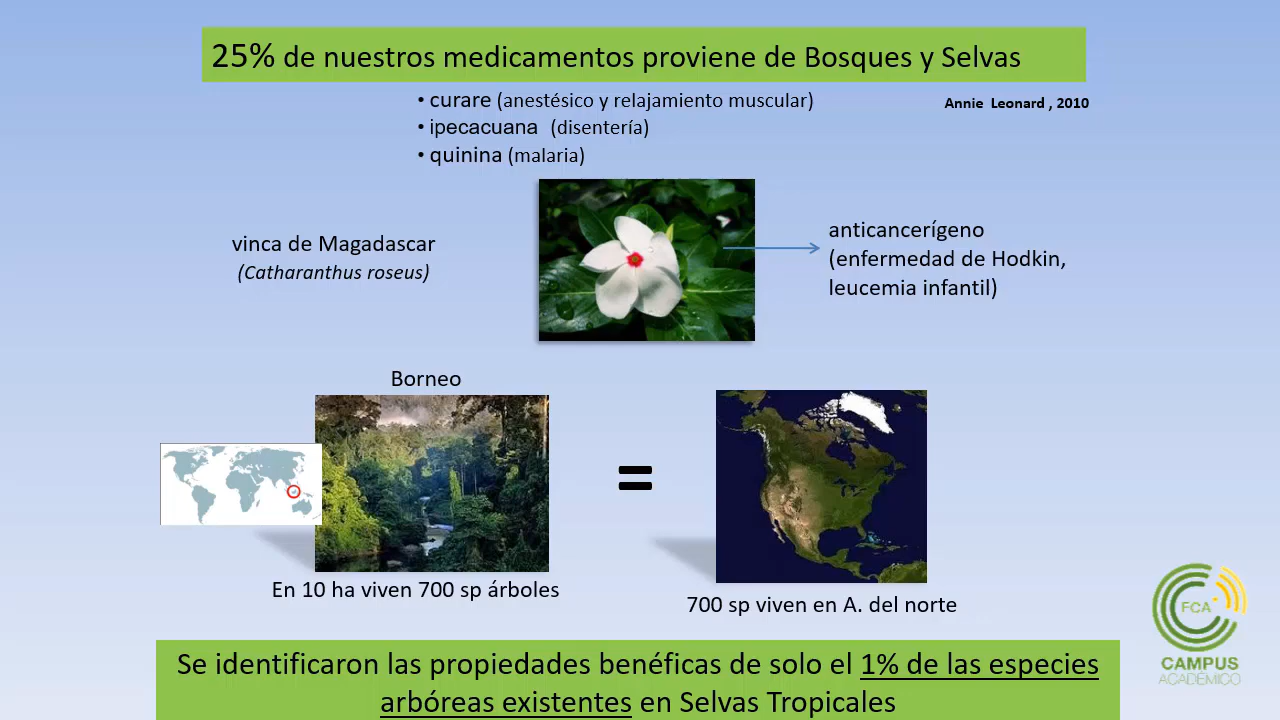 25% de nuestros medicamentos proviene de Bosques y Selvas
• curare (anestésico y relajamiento muscular)
Annie Leonard , 2010
• ipecacuana (disentería)
• quinina (malaria)
vinca de Magadascar
(Catharanthus roseus)
anticancerígeno
(enfermedad de Hodkin,
leucemia infantil)
Borneo
=
En 10 ha viven 700 sp árboles
700 sp viven en A. del norte
FCA
CAMPUS
ACADÉMICO
Se identificaron las propiedades benéficas de solo el 1% de las especies
arbóreas existentes en Selvas Tropicales